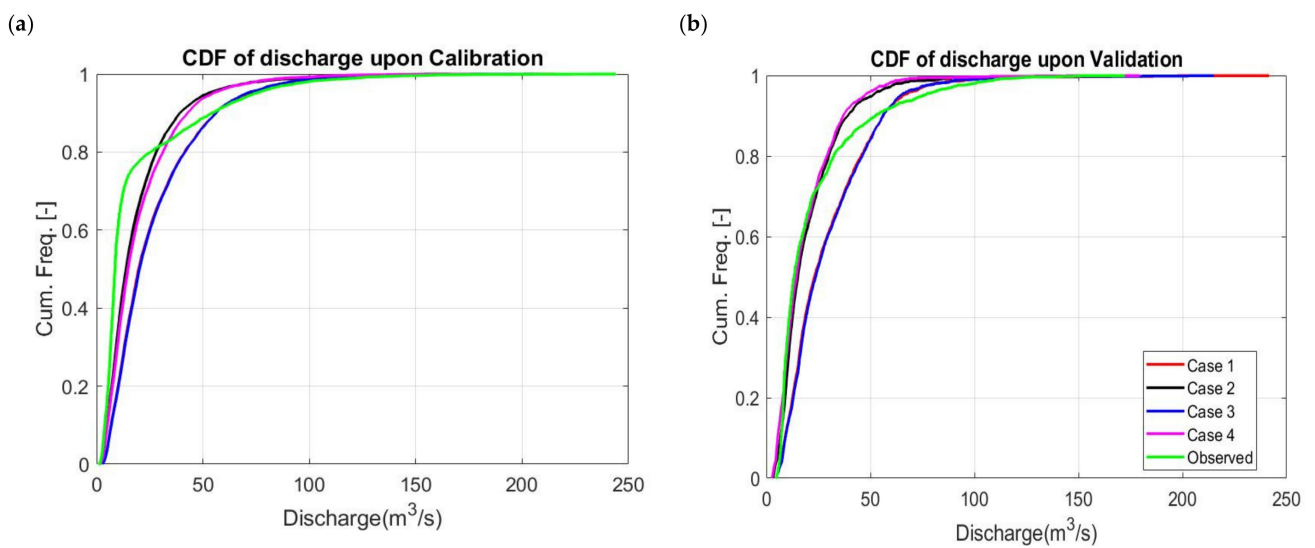 (a)
CDF of discharge upon Calibration
1
0.8
0.6
0.4
0.2
0
Cum. Freq. [-]
0 50 100 150 200 250
Discharge(m³/s)
(b)
CDF of discharge upon Validation
1
0.8
0.6
0.4
0.2
0
Cum. Freq. [-]
Case 1
Case 2
Case 3
Case 4
Observed
0 50 100 150 200 250
Discharge(m³/s)